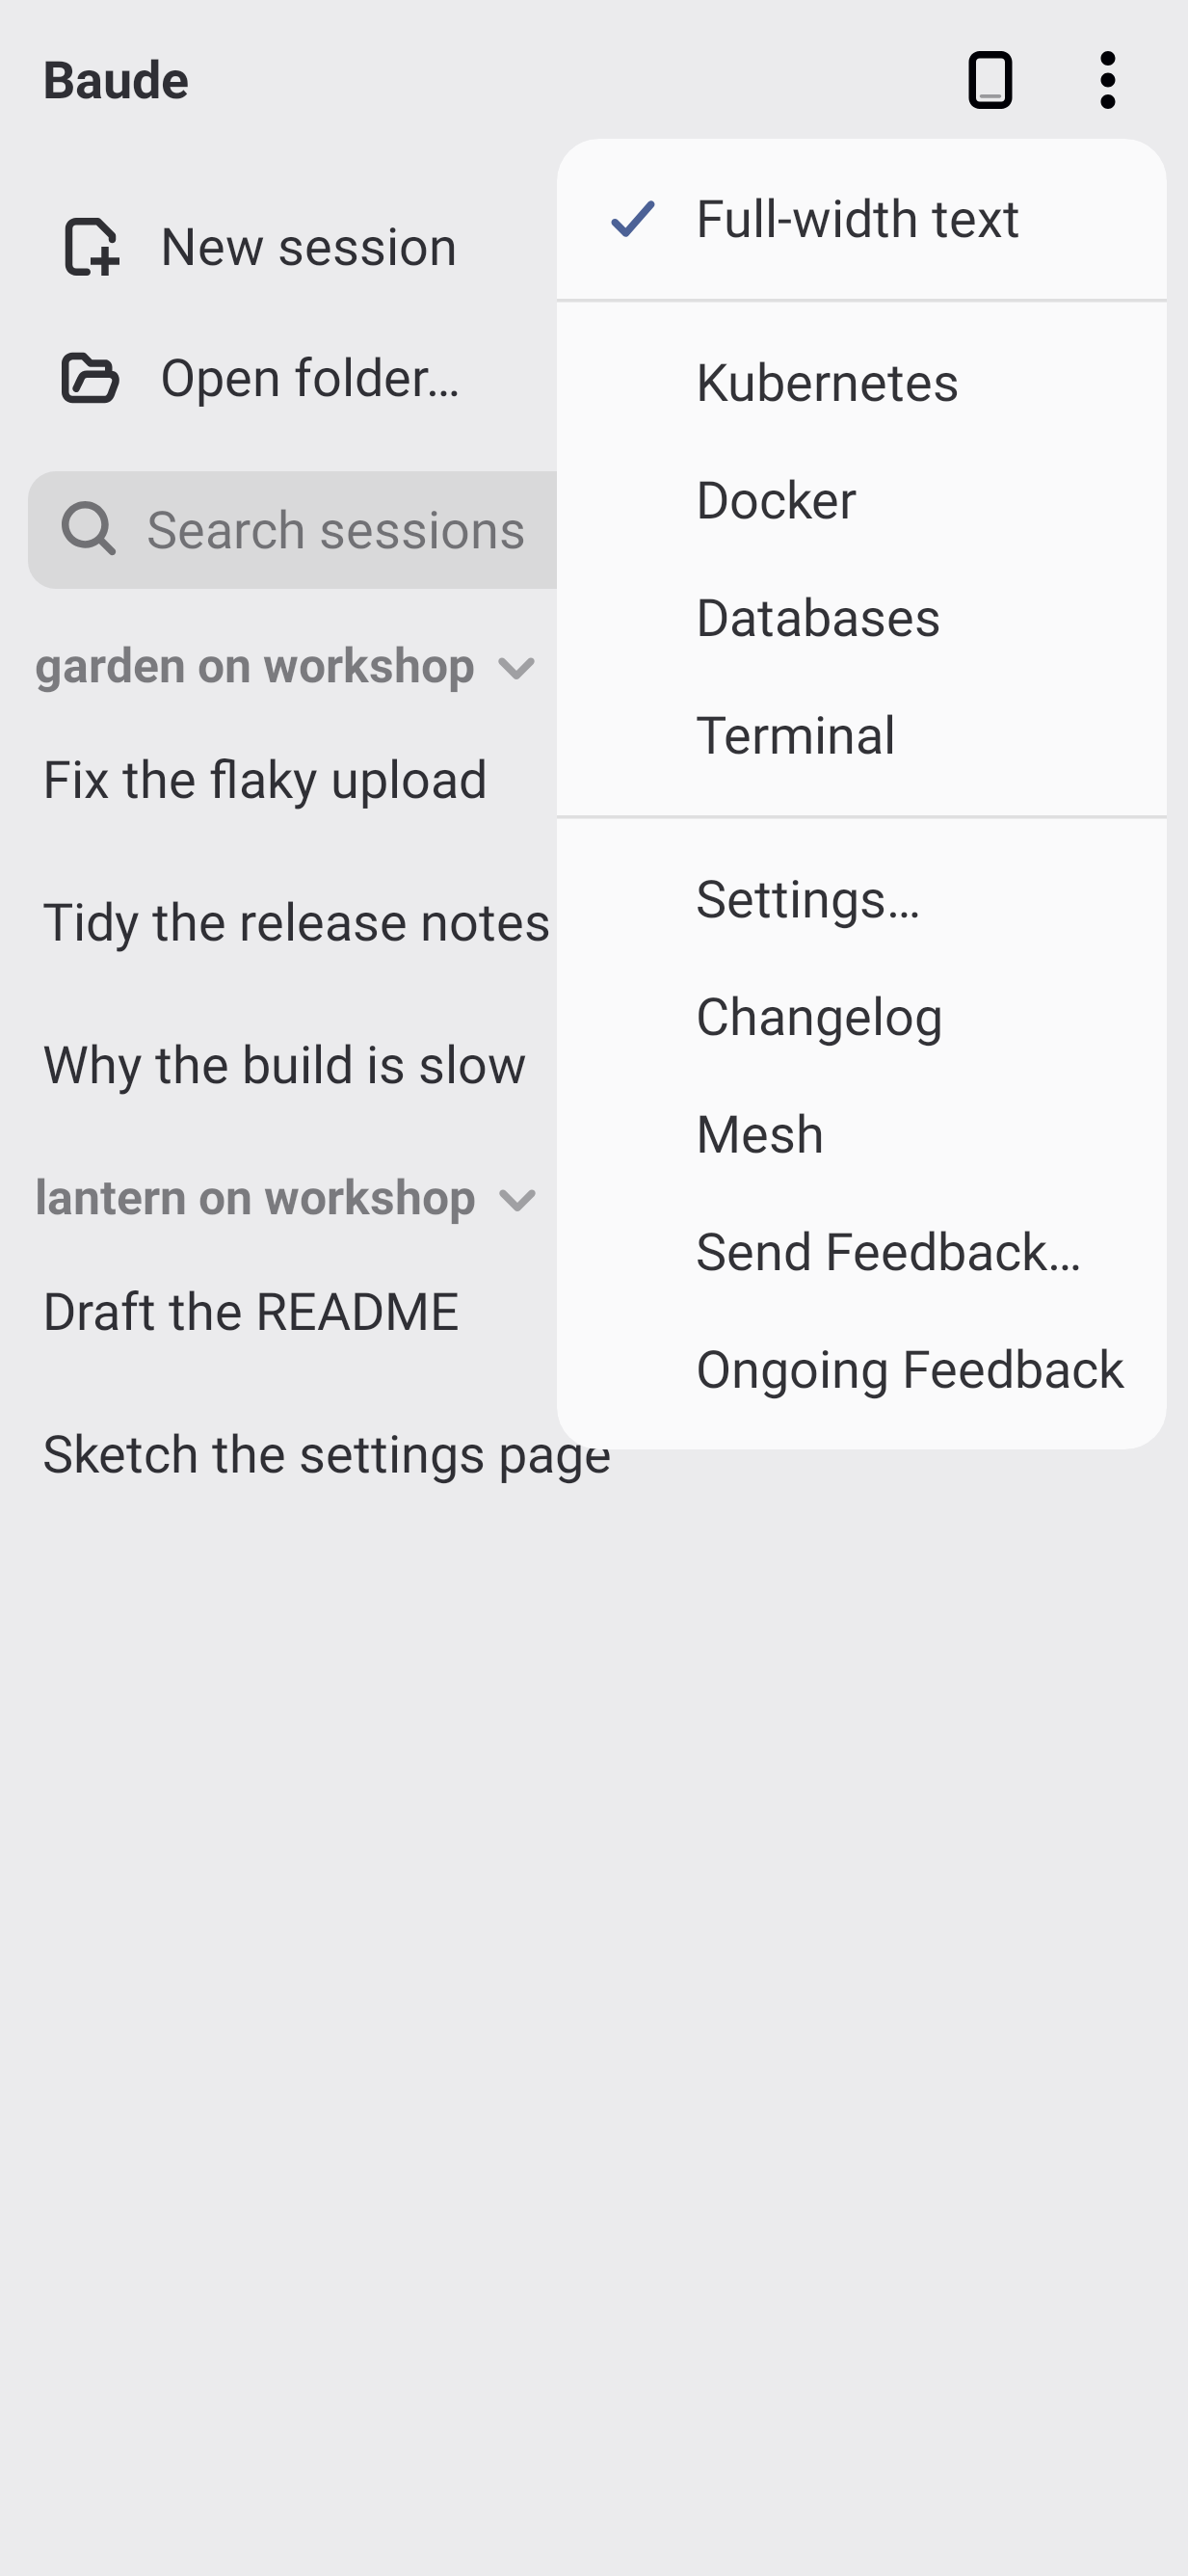 Baude
New session
Open folder…
Search sessions
garden on workshop
Fix the flaky upload
Tidy the release notes
Why the build is slow
lantern on workshop
Draft the README
Sketch the settings page
Full-width text
Kubernetes
Docker
Databases
Terminal
Settings…
Changelog
Mesh
Send Feedback…
Ongoing Feedback